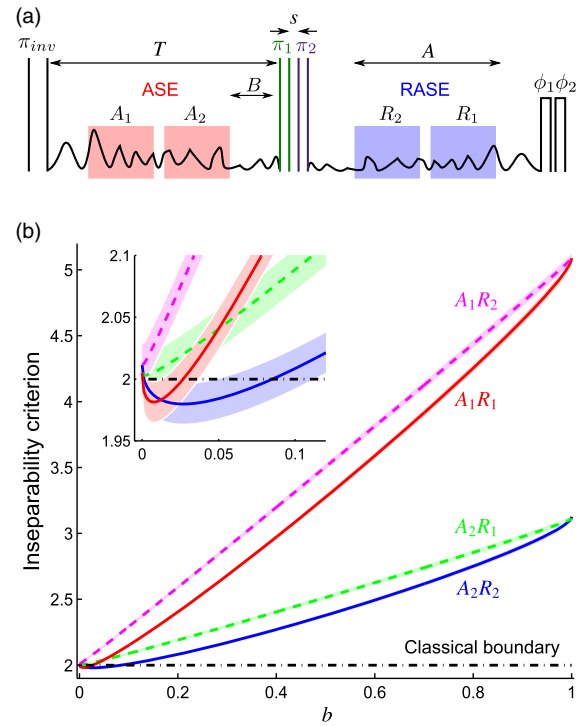 (a)
s
π_inv T π_1 π_2 A
ASE B RASE φ_1 φ_2
A_1 A_2 R_2 R_1
(b)
2.1
2.05
2
1.95
0 0.05 0.1
5
4.5
4
3.5
3
2.5
2
Inseparability criterion
A_1R_2
A_1R_1
A_2R_1
A_2R_2
Classical boundary
0 0.2 0.4 0.6 0.8 1
b